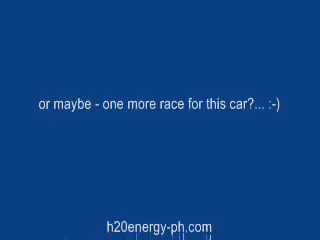 or maybe - one more race for this car?... :-)
h20energy-ph.com